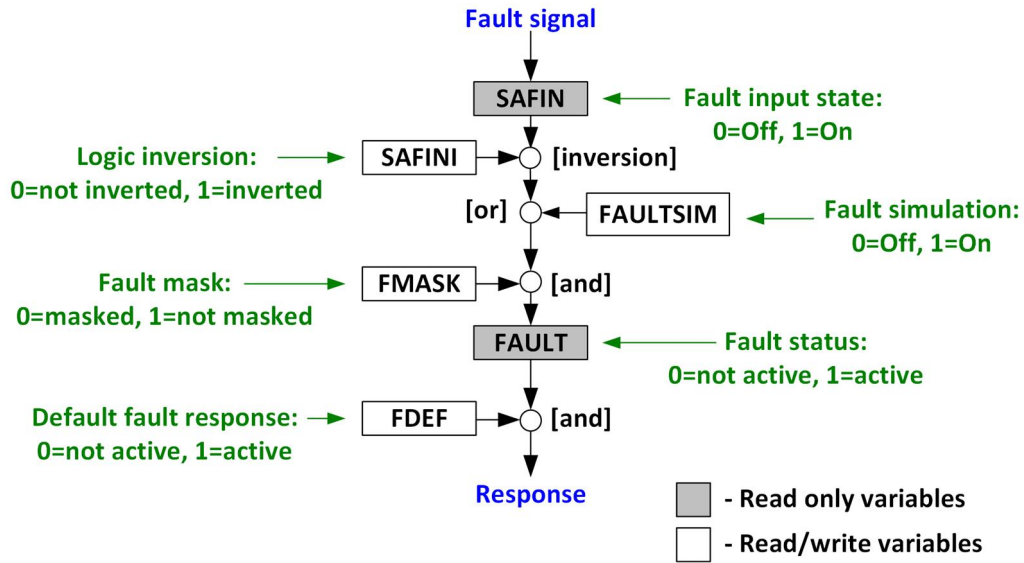 Fault signal
SAFIN
Fault input state:
0=Off, 1=On
Logic inversion:
0=not inverted, 1=inverted
SAFINI
[inversion]
[or]
FAULTSIM
Fault simulation:
0=Off, 1=On
Fault mask:
0=masked, 1=not masked
FMASK
[and]
FAULT
Fault status:
0=not active, 1=active
Default fault response:
0=not active, 1=active
FDEF
[and]
Response
- Read only variables
- Read/write variables